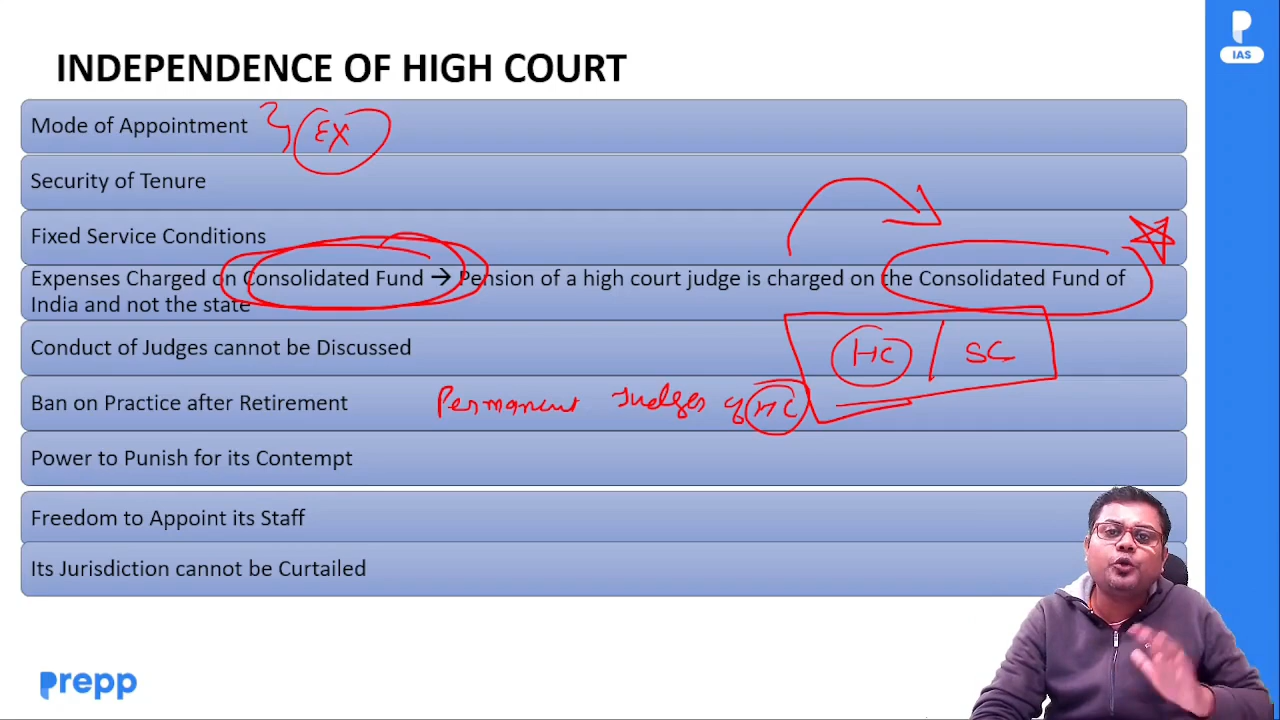 IAS
INDEPENDENCE OF HIGH COURT
Mode of Appointment EX
Security of Tenure
Fixed Service Conditions
Expenses Charged on Consolidated Fund → Pension of a high court judge is charged on the Consolidated Fund of
India and not the state
Conduct of Judges cannot be Discussed HC SC
Ban on Practice after Retirement Permanent Judges of HC
Power to Punish for its Contempt
Freedom to Appoint its Staff
Its Jurisdiction cannot be Curtailed
prepp